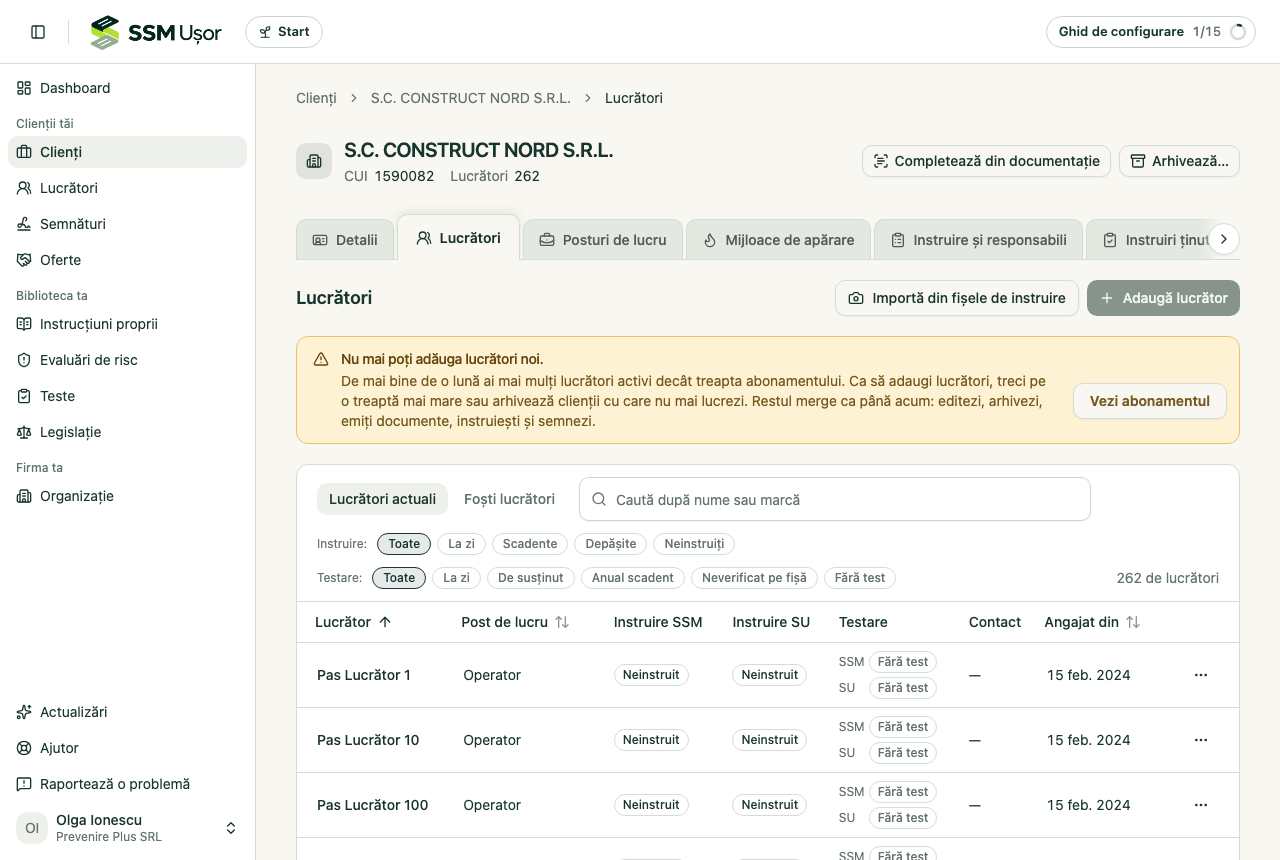 SSM Ușor
Start
Ghid de configurare 1/15
Dashboard
Clienții tăi
Clienți
Lucrători
Semnături
Oferte
Biblioteca ta
Instrucțiuni proprii
Evaluări de risc
Teste
Legislație
Firma ta
Organizație
Actualizări
Ajutor
Raportează o problemă
OI
Olga Ionescu
Prevenire Plus SRL
Clienți > S.C. CONSTRUCT NORD S.R.L. > Lucrători
S.C. CONSTRUCT NORD S.R.L.
CUI 1590082 Lucrători 262
Completează din documentație
Arhivează...
Detalii
Lucrători
Posturi de lucru
Mijloace de apărare
Instruire și responsabili
Instruiri ținut
Lucrători
Importă din fișele de instruire
Adaugă lucrător
Nu mai poți adăuga lucrători noi.
De mai bine de o lună ai mai mulți lucrători activi decât treapta abonamentului. Ca să adaugi lucrători, treci pe
o treaptă mai mare sau arhivează clienții cu care nu mai lucrezi. Restul merge ca până acum: editezi, arhivezi,
emiți documente, instruiești și semnezi.
Vezi abonamentul
Lucrători actuali
Foști lucrători
Caută după nume sau marcă
Instruire: Toate La zi Scadente Depășite Neinstruiți
Testare: Toate La zi De susținut Anual scadent Neverificat pe fișă Fără test
262 de lucrători
Lucrător Post de lucru Instruire SSM Instruire SU Testare Contact Angajat din
Pas Lucrător 1 Operator Neinstruit Neinstruit SSM Fără test — 15 feb. 2024 ...
SU Fără test
Pas Lucrător 10 Operator Neinstruit Neinstruit SSM Fără test — 15 feb. 2024 ...
SU Fără test
Pas Lucrător 100 Operator Neinstruit Neinstruit SSM Fără test — 15 feb. 2024 ...
SU Fără test
SSM Fără test